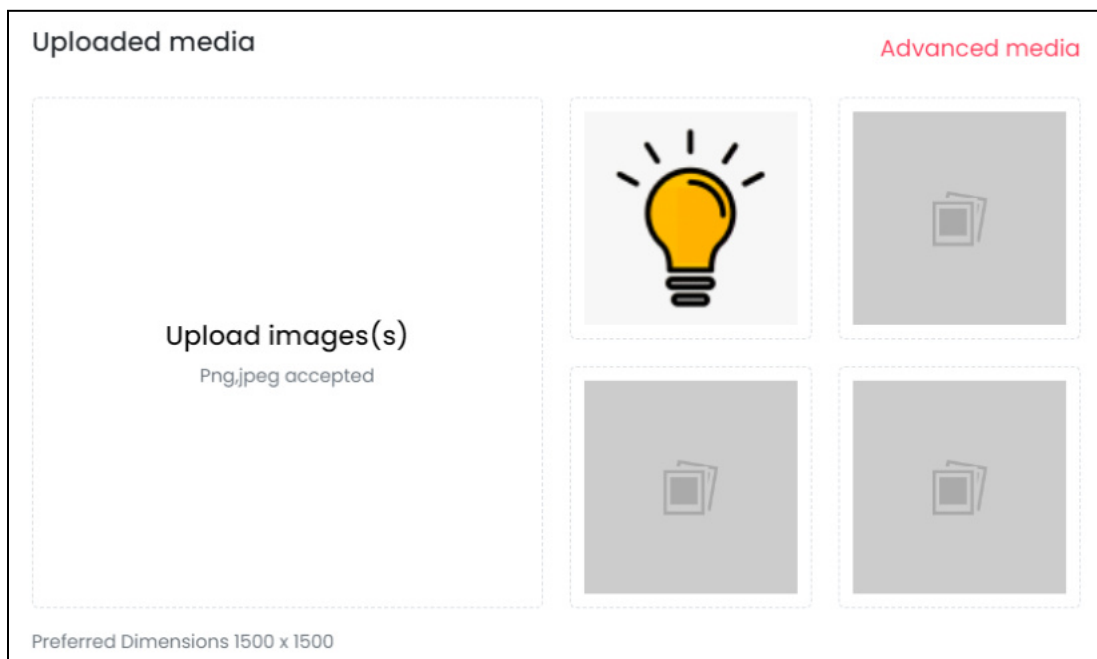 Uploaded media
Advanced media
Upload images(s)
Png,jpeg accepted
Preferred Dimensions 1500 x 1500